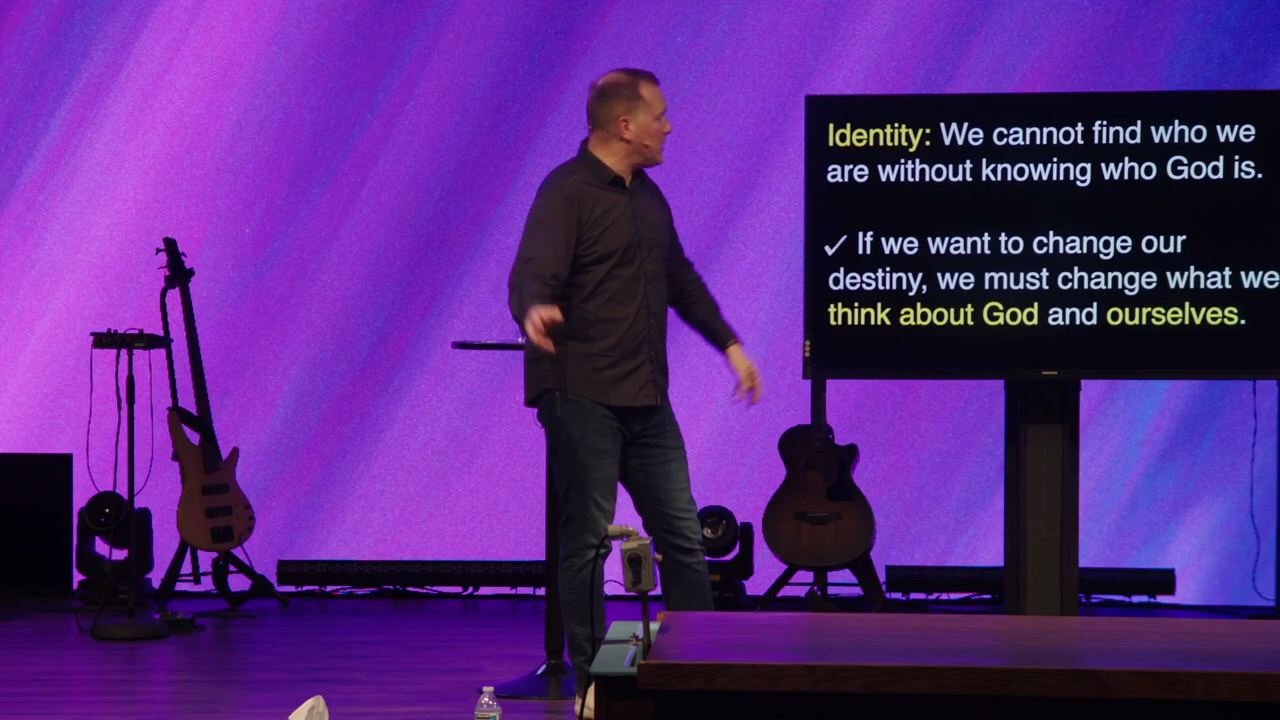 Identity: We cannot find who we
are without knowing who God is.
✓ If we want to change our
destiny, we must change what we
think about God and ourselves.